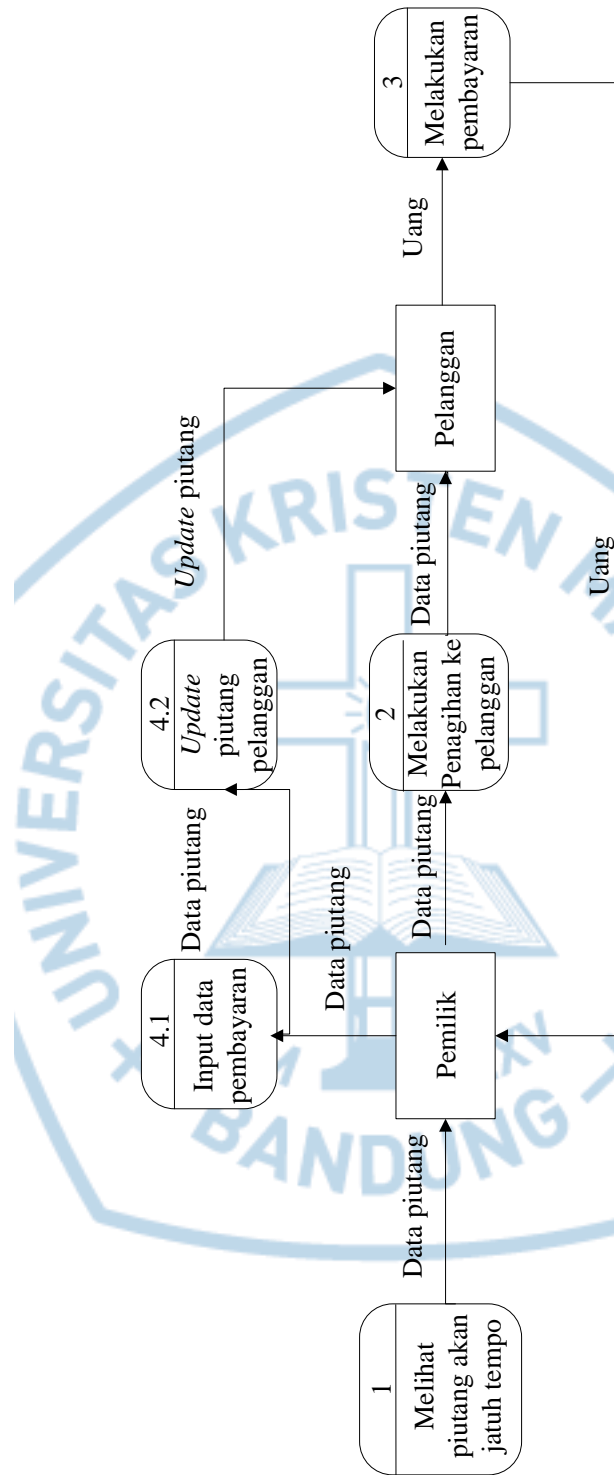 4.1
Input data
pembayaran
Data piutang
4.2
Update
piutang
pelanggan
Update piutang
Data piutang
1
Melihat
piutang akan
jatuh tempo
Data piutang
Pemilik
Data piutang
2
Melakukan
Penagihan ke
pelanggan
Data piutang
Pelanggan
Uang
3
Melakukan
pembayaran
Uang
UNIVERSITAS KRISTEN MA
BANDUNG